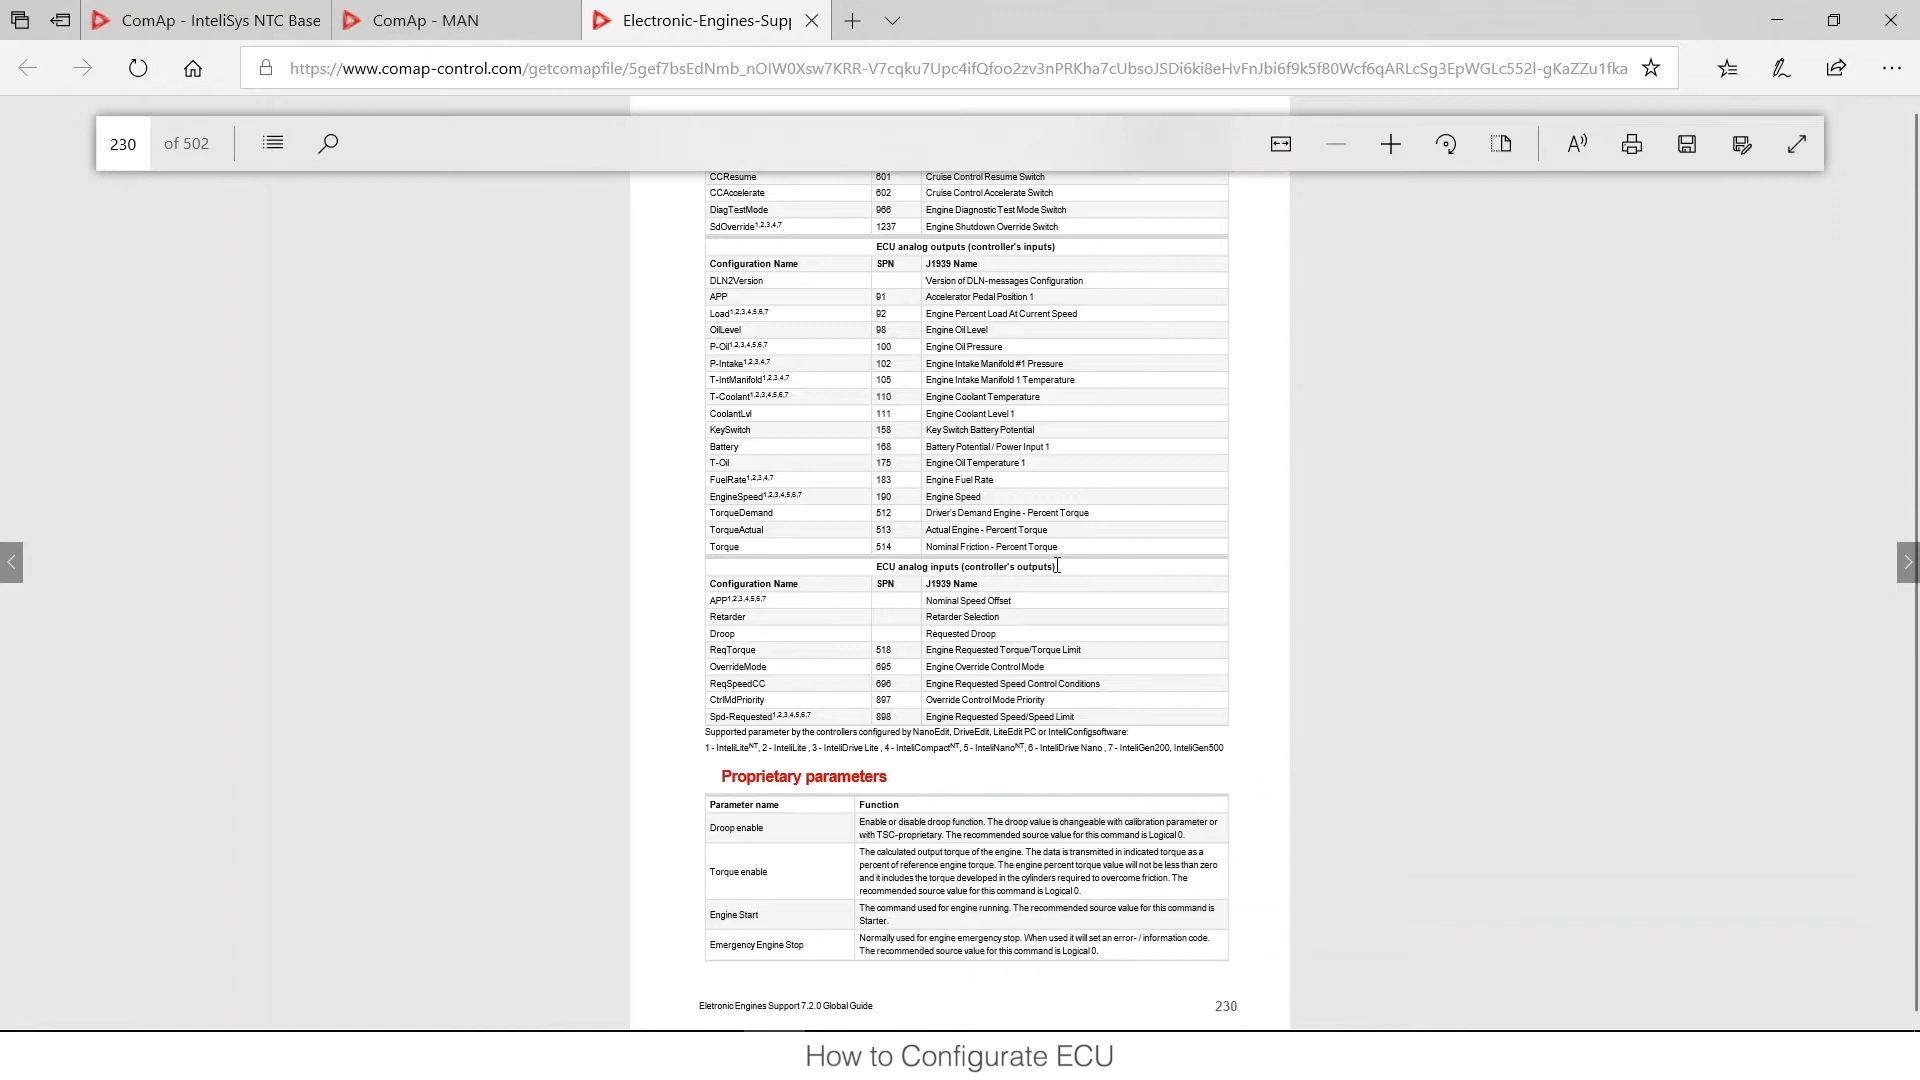 ComAp - InteliSys NTC Base
ComAp - MAN
Electronic-Engines-Supp
https://www.comap-control.com/getcomapfile/
230 of 502
CCResume 601 Cruise Control Resume Switch
CCAccelerate 602 Cruise Control Accelerate Switch
DiagTestMode 966 Engine Diagnostic Test Mode Switch
SdOverride1,2,3,4,7 1237 Engine Shutdown Override Switch
ECU analog outputs (controller's inputs)
Configuration Name SPN J1939 Name
DLN2Version Version of DLN-messages Configuration
APP 91 Accelerator Pedal Position 1
Load1,2,3,4,5,6,7 92 Engine Percent Load At Current Speed
OilLevel 98 Engine Oil Level
P-Oil1,2,3,4,5,6,7 100 Engine Oil Pressure
P-Intake1,2,3,4,7 102 Engine Intake Manifold #1 Pressure
T-IntManifold1,2,3,4,7 105 Engine Intake Manifold 1 Temperature
T-Coolant1,2,3,4,5,6,7 110 Engine Coolant Temperature
CoolantLvl 111 Engine Coolant Level 1
KeySwitch 158 Key Switch Battery Potential
Battery 168 Battery Potential / Power Input 1
T-Oil 175 Engine Oil Temperature 1
FuelRate1,2,3,4,7 183 Engine Fuel Rate
EngineSpeed1,2,3,4,5,6,7 190 Engine Speed
TorqueDemand 512 Driver's Demand Engine - Percent Torque
TorqueActual 513 Actual Engine - Percent Torque
Torque 514 Nominal Friction - Percent Torque
ECU analog inputs (controller's outputs)
Configuration Name SPN J1939 Name
APP1,2,3,4,5,6,7 Nominal Speed Offset
Retarder Retarder Selection
Droop Requested Droop
ReqTorque 518 Engine Requested Torque/Torque Limit
OverrideMode 695 Engine Override Control Mode
ReqSpeedCC 696 Engine Requested Speed Control Conditions
CtrlMdPriority 897 Override Control Mode Priority
Spd-Requested1,2,3,4,5,6,7 898 Engine Requested Speed/Speed Limit
Supported parameter by the controllers configured by NanoEdit, DriveEdit, LiteEdit PC or InteliConfigsoftware:
1 - InteliLiteNT, 2 - InteliLite , 3 - InteliDrive Lite , 4 - InteliCompactNT, 5 - InteliNanoNT, 6 - InteliDrive Nano , 7 - InteliGen200, InteliGen500
Proprietary parameters
Parameter name Function
Droop enable Enable or disable droop function. The droop value is changeable with calibration parameter or
with TSC-proprietary. The recommended source value for this command is Logical 0.
Torque enable The calculated output torque of the engine. The data is transmitted in indicated torque as a
percent of reference engine torque. The engine percent torque value will not be less than zero
and it includes the torque developed in the cylinders required to overcome friction. The
recommended source value for this command is Logical 0.
Engine Start The command used for engine running. The recommended source value for this command is
Starter.
Emergency Engine Stop Normally used for engine emergency stop. When used it will set an error- / information code.
The recommended source value for this command is Logical 0.
Eletronic Engines Support 7.2.0 Global Guide 230
How to Configurate ECU